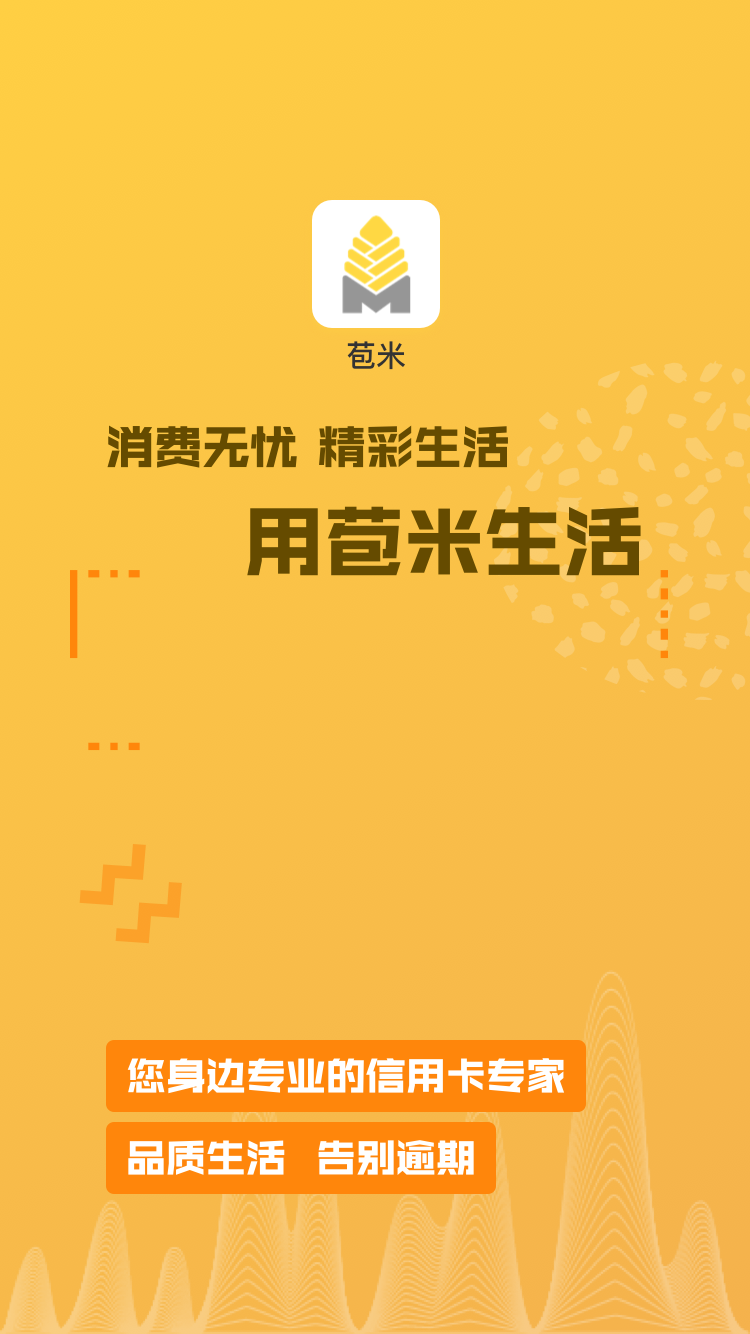 苞米
消费无忧 精彩生活
用苞米生活
您身边专业的信用卡专家
品质生活 告别逾期